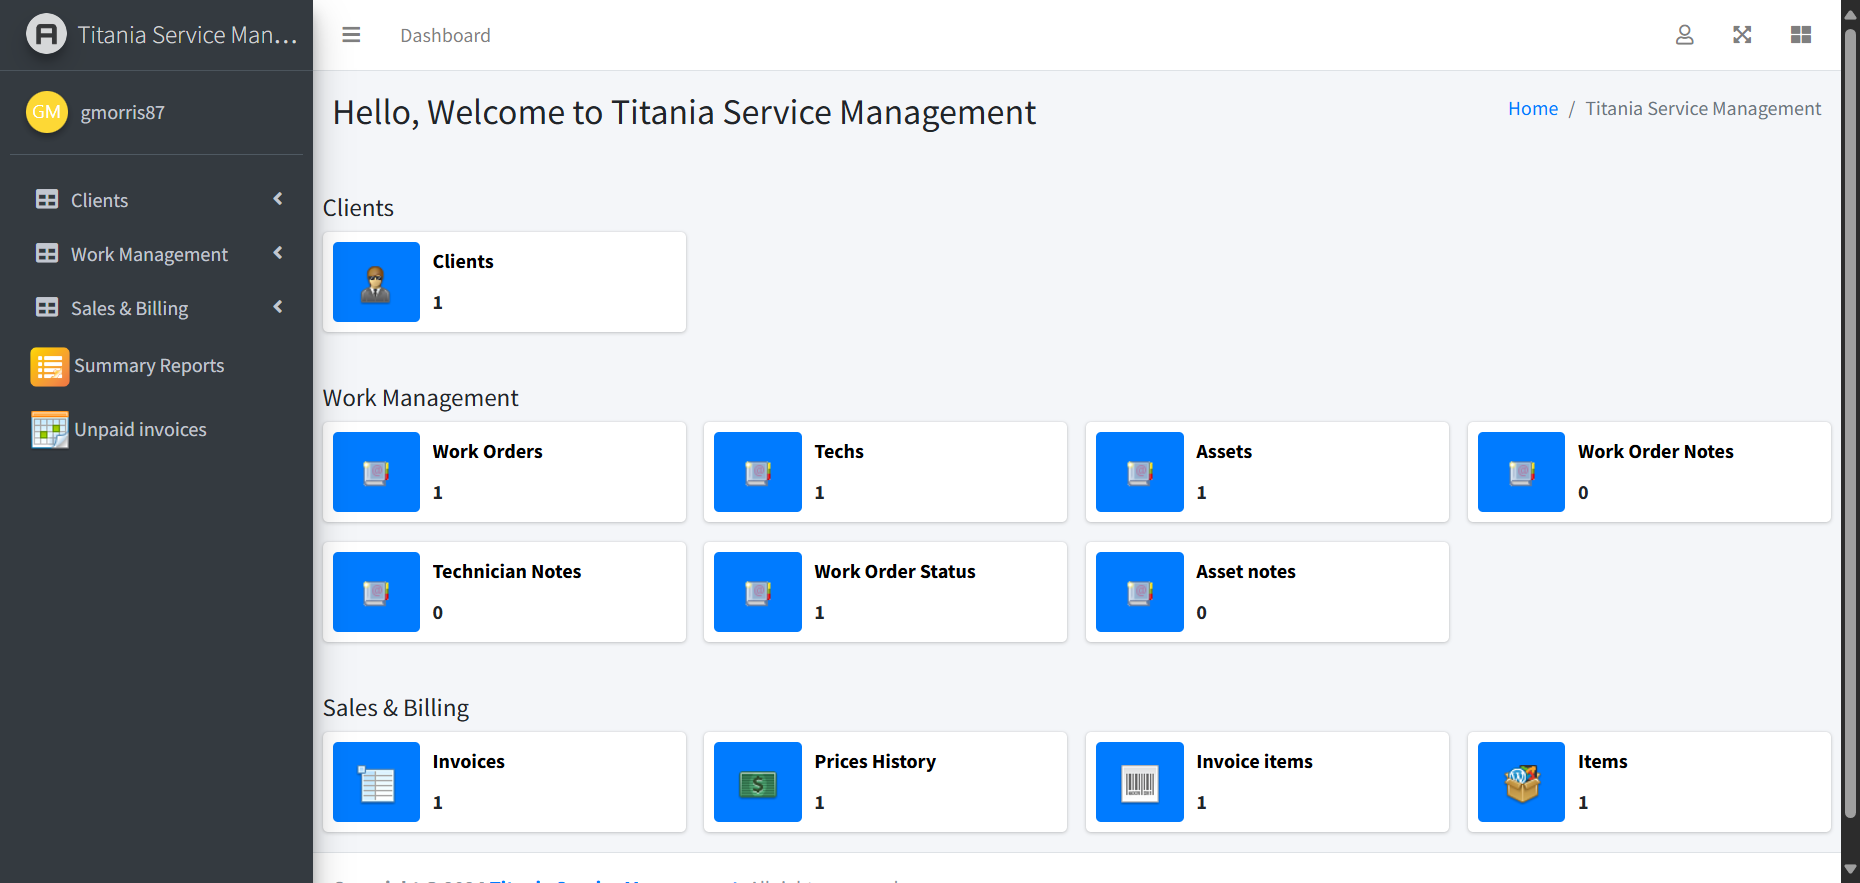 Titania Service Man...
Dashboard
GM gmorris87
Hello, Welcome to Titania Service Management
Home / Titania Service Management
Clients
Work Management
Sales & Billing
Summary Reports
Unpaid invoices
Clients
Clients
1
Work Management
Work Orders
1
Techs
1
Assets
1
Work Order Notes
0
Technician Notes
0
Work Order Status
1
Asset notes
0
Sales & Billing
Invoices
1
Prices History
1
Invoice items
1
Items
1